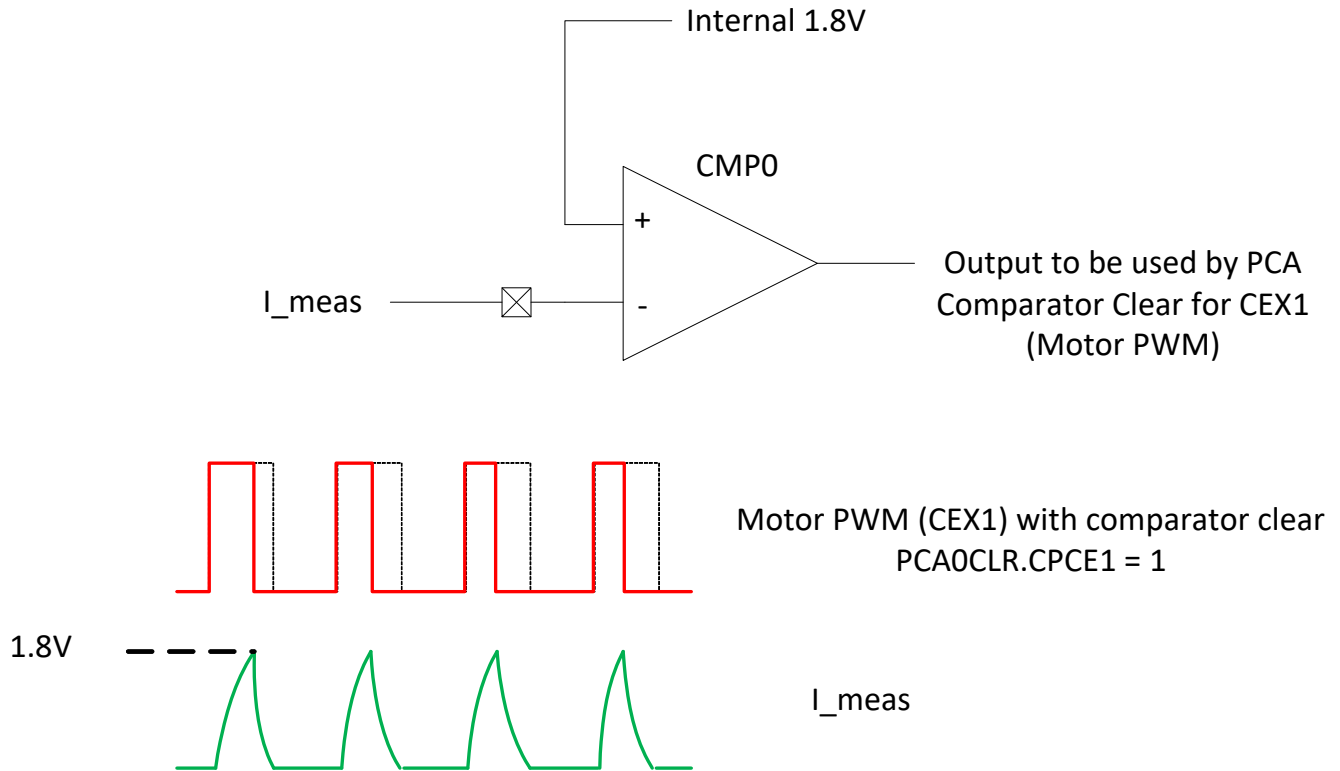 Internal 1.8V
CMP0
+
I_meas
-
Output to be used by PCA
Comparator Clear for CEX1
(Motor PWM)
Motor PWM (CEX1) with comparator clear
PCA0CLR.CPCE1 = 1
1.8V
I_meas